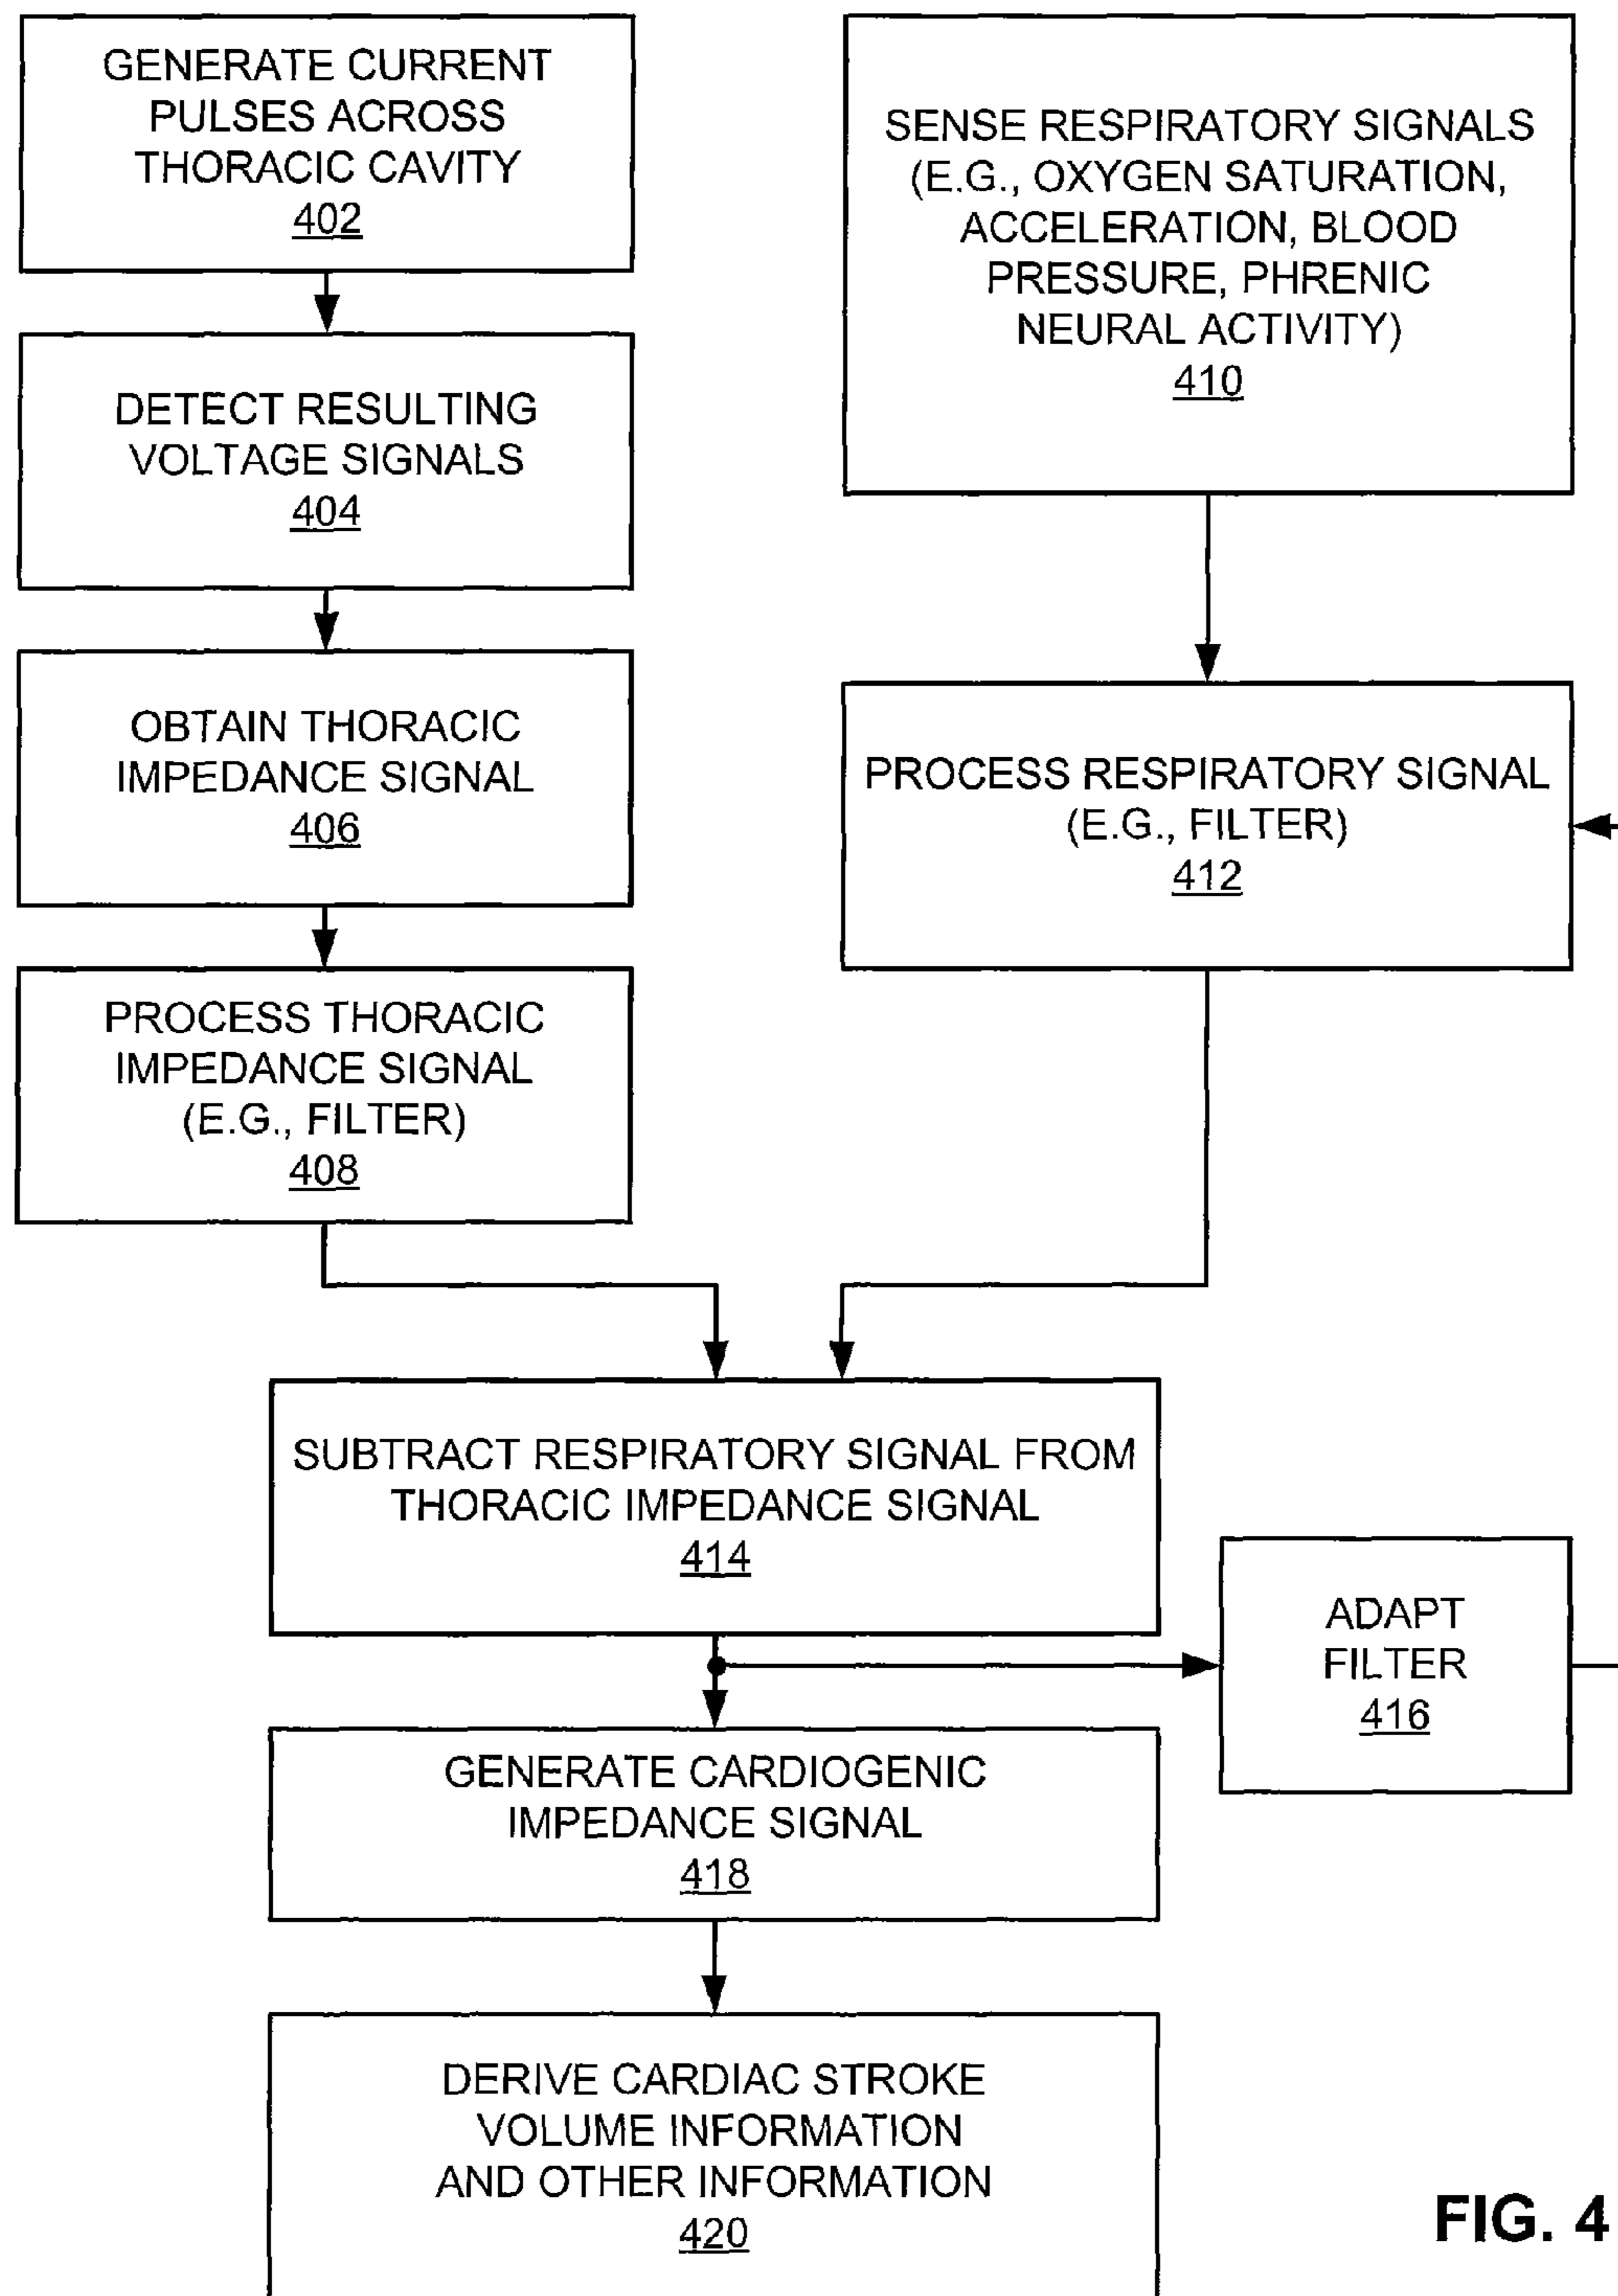 GENERATE CURRENT
PULSES ACROSS
THORACIC CAVITY
402
DETECT RESULTING
VOLTAGE SIGNALS
404
OBTAIN THORACIC
IMPEDANCE SIGNAL
406
PROCESS THORACIC
IMPEDANCE SIGNAL
(E.G., FILTER)
408
SENSE RESPIRATORY SIGNALS
(E.G., OXYGEN SATURATION,
ACCELERATION, BLOOD
PRESSURE, PHRENIC
NEURAL ACTIVITY)
410
PROCESS RESPIRATORY SIGNAL
(E.G., FILTER)
412
SUBTRACT RESPIRATORY SIGNAL FROM
THORACIC IMPEDANCE SIGNAL
414
ADAPT
FILTER
416
GENERATE CARDIOGENIC
IMPEDANCE SIGNAL
418
DERIVE CARDIAC STROKE
VOLUME INFORMATION
AND OTHER INFORMATION
420
FIG. 4